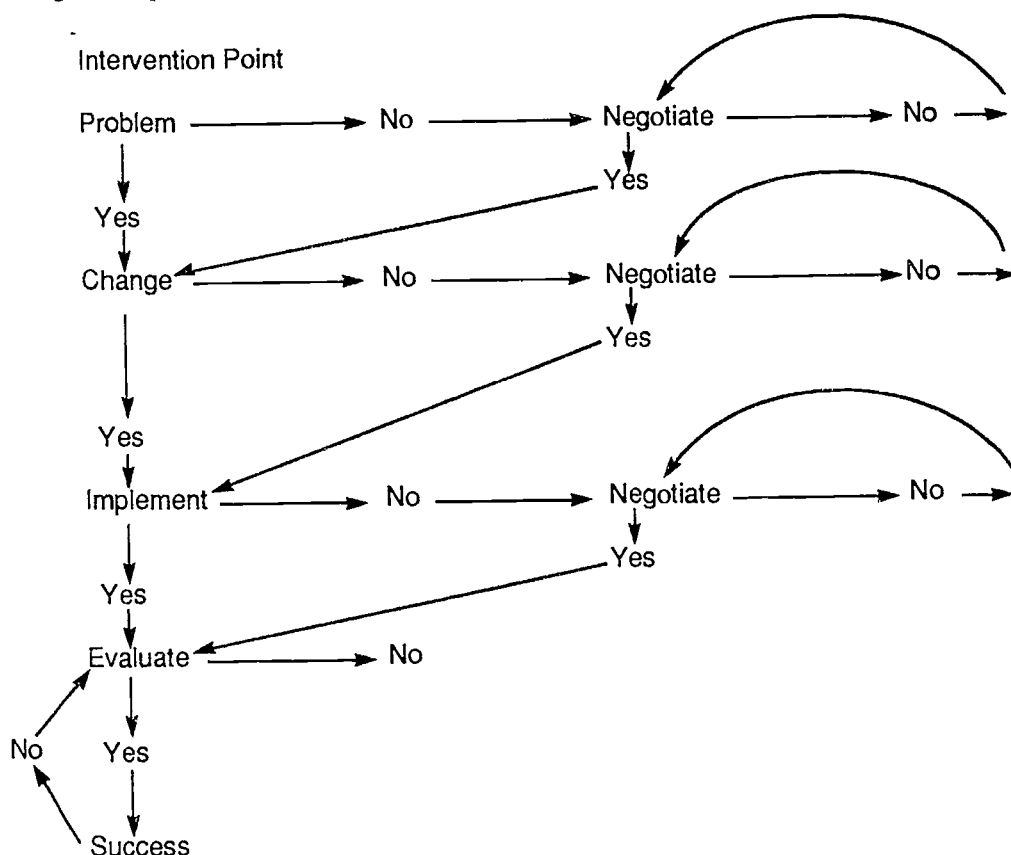 Intervention Point
Problem No Negotiate No
Yes
Yes
Change No Negotiate No
Yes
Yes
Implement No Negotiate No
Yes
Yes
Evaluate No
No Yes
Success